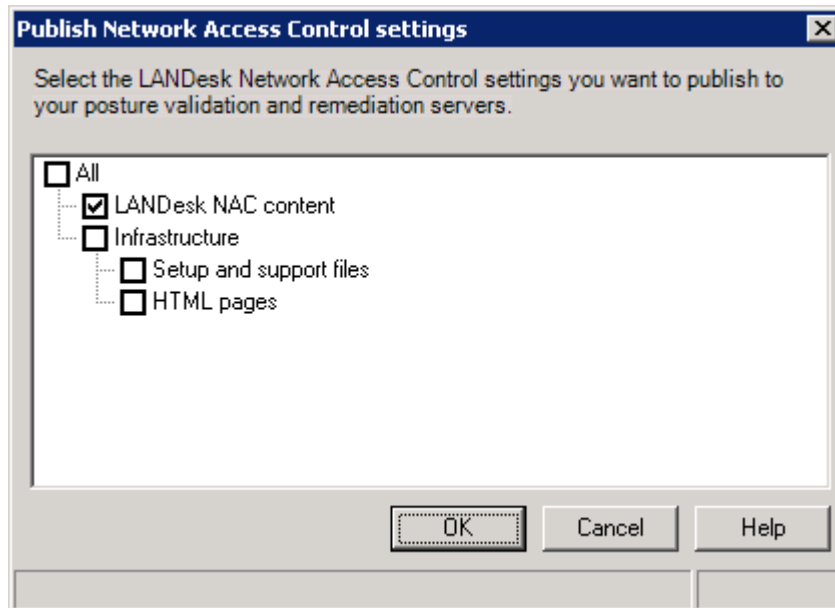 Publish Network Access Control settings
Select the LANDesk Network Access Control settings you want to publish to
your posture validation and remediation servers.
All
LANDesk NAC content
Infrastructure
Setup and support files
HTML pages
OK Cancel Help